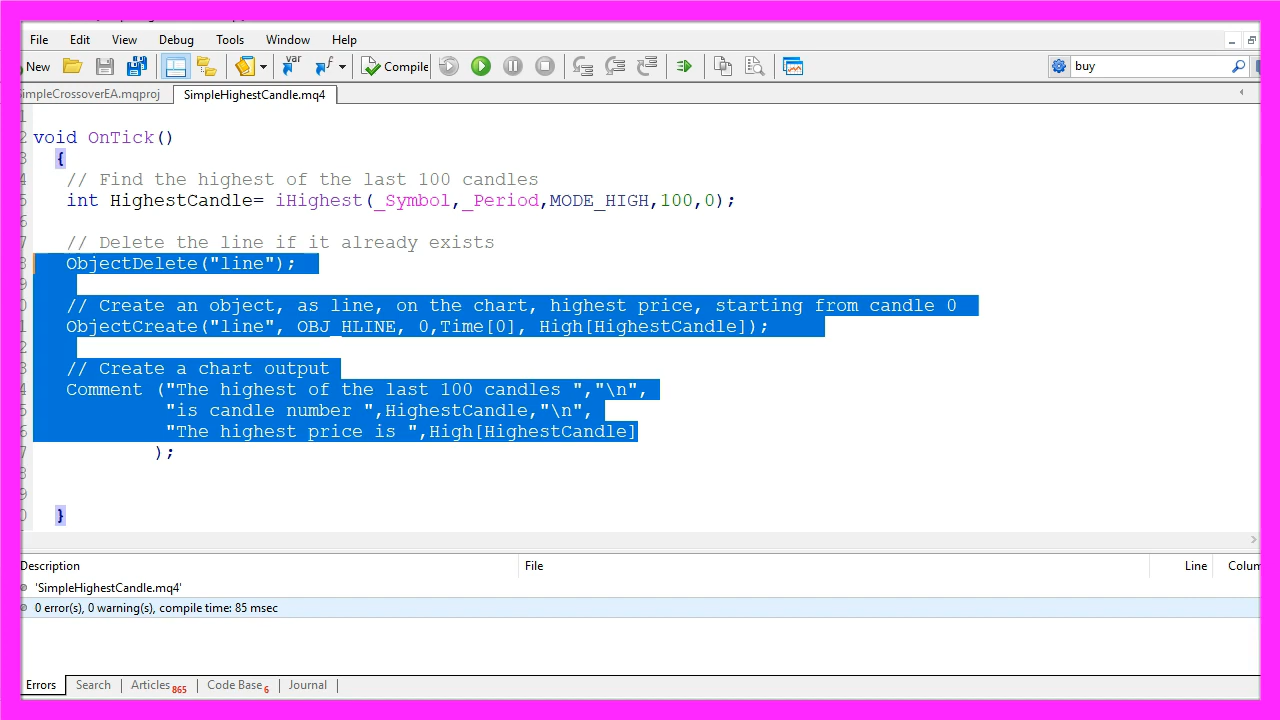 File Edit View Debug Tools Window Help
New var Compile buy
SimpleHighestCandle.mq4
void OnTick()
{
// Find the highest of the last 100 candles
int HighestCandle= iHighest(_Symbol,_Period,MODE_HIGH,100,0);
// Delete the line if it already exists
ObjectDelete("line");
// Create an object, as line, on the chart, highest price, starting from candle 0
ObjectCreate("line", OBJ_HLINE, 0,Time[0], High[HighestCandle]);
// Create a chart output
Comment ("The highest of the last 100 candles ","\n",
"is candle number ",HighestCandle,"\n",
"The highest price is ",High[HighestCandle]
);
}
Description File Line Colum
'SimpleHighestCandle.mq4'
0 error(s), 0 warning(s), compile time: 85 msec
Errors Search Articles 865 Code Base 6 Journal